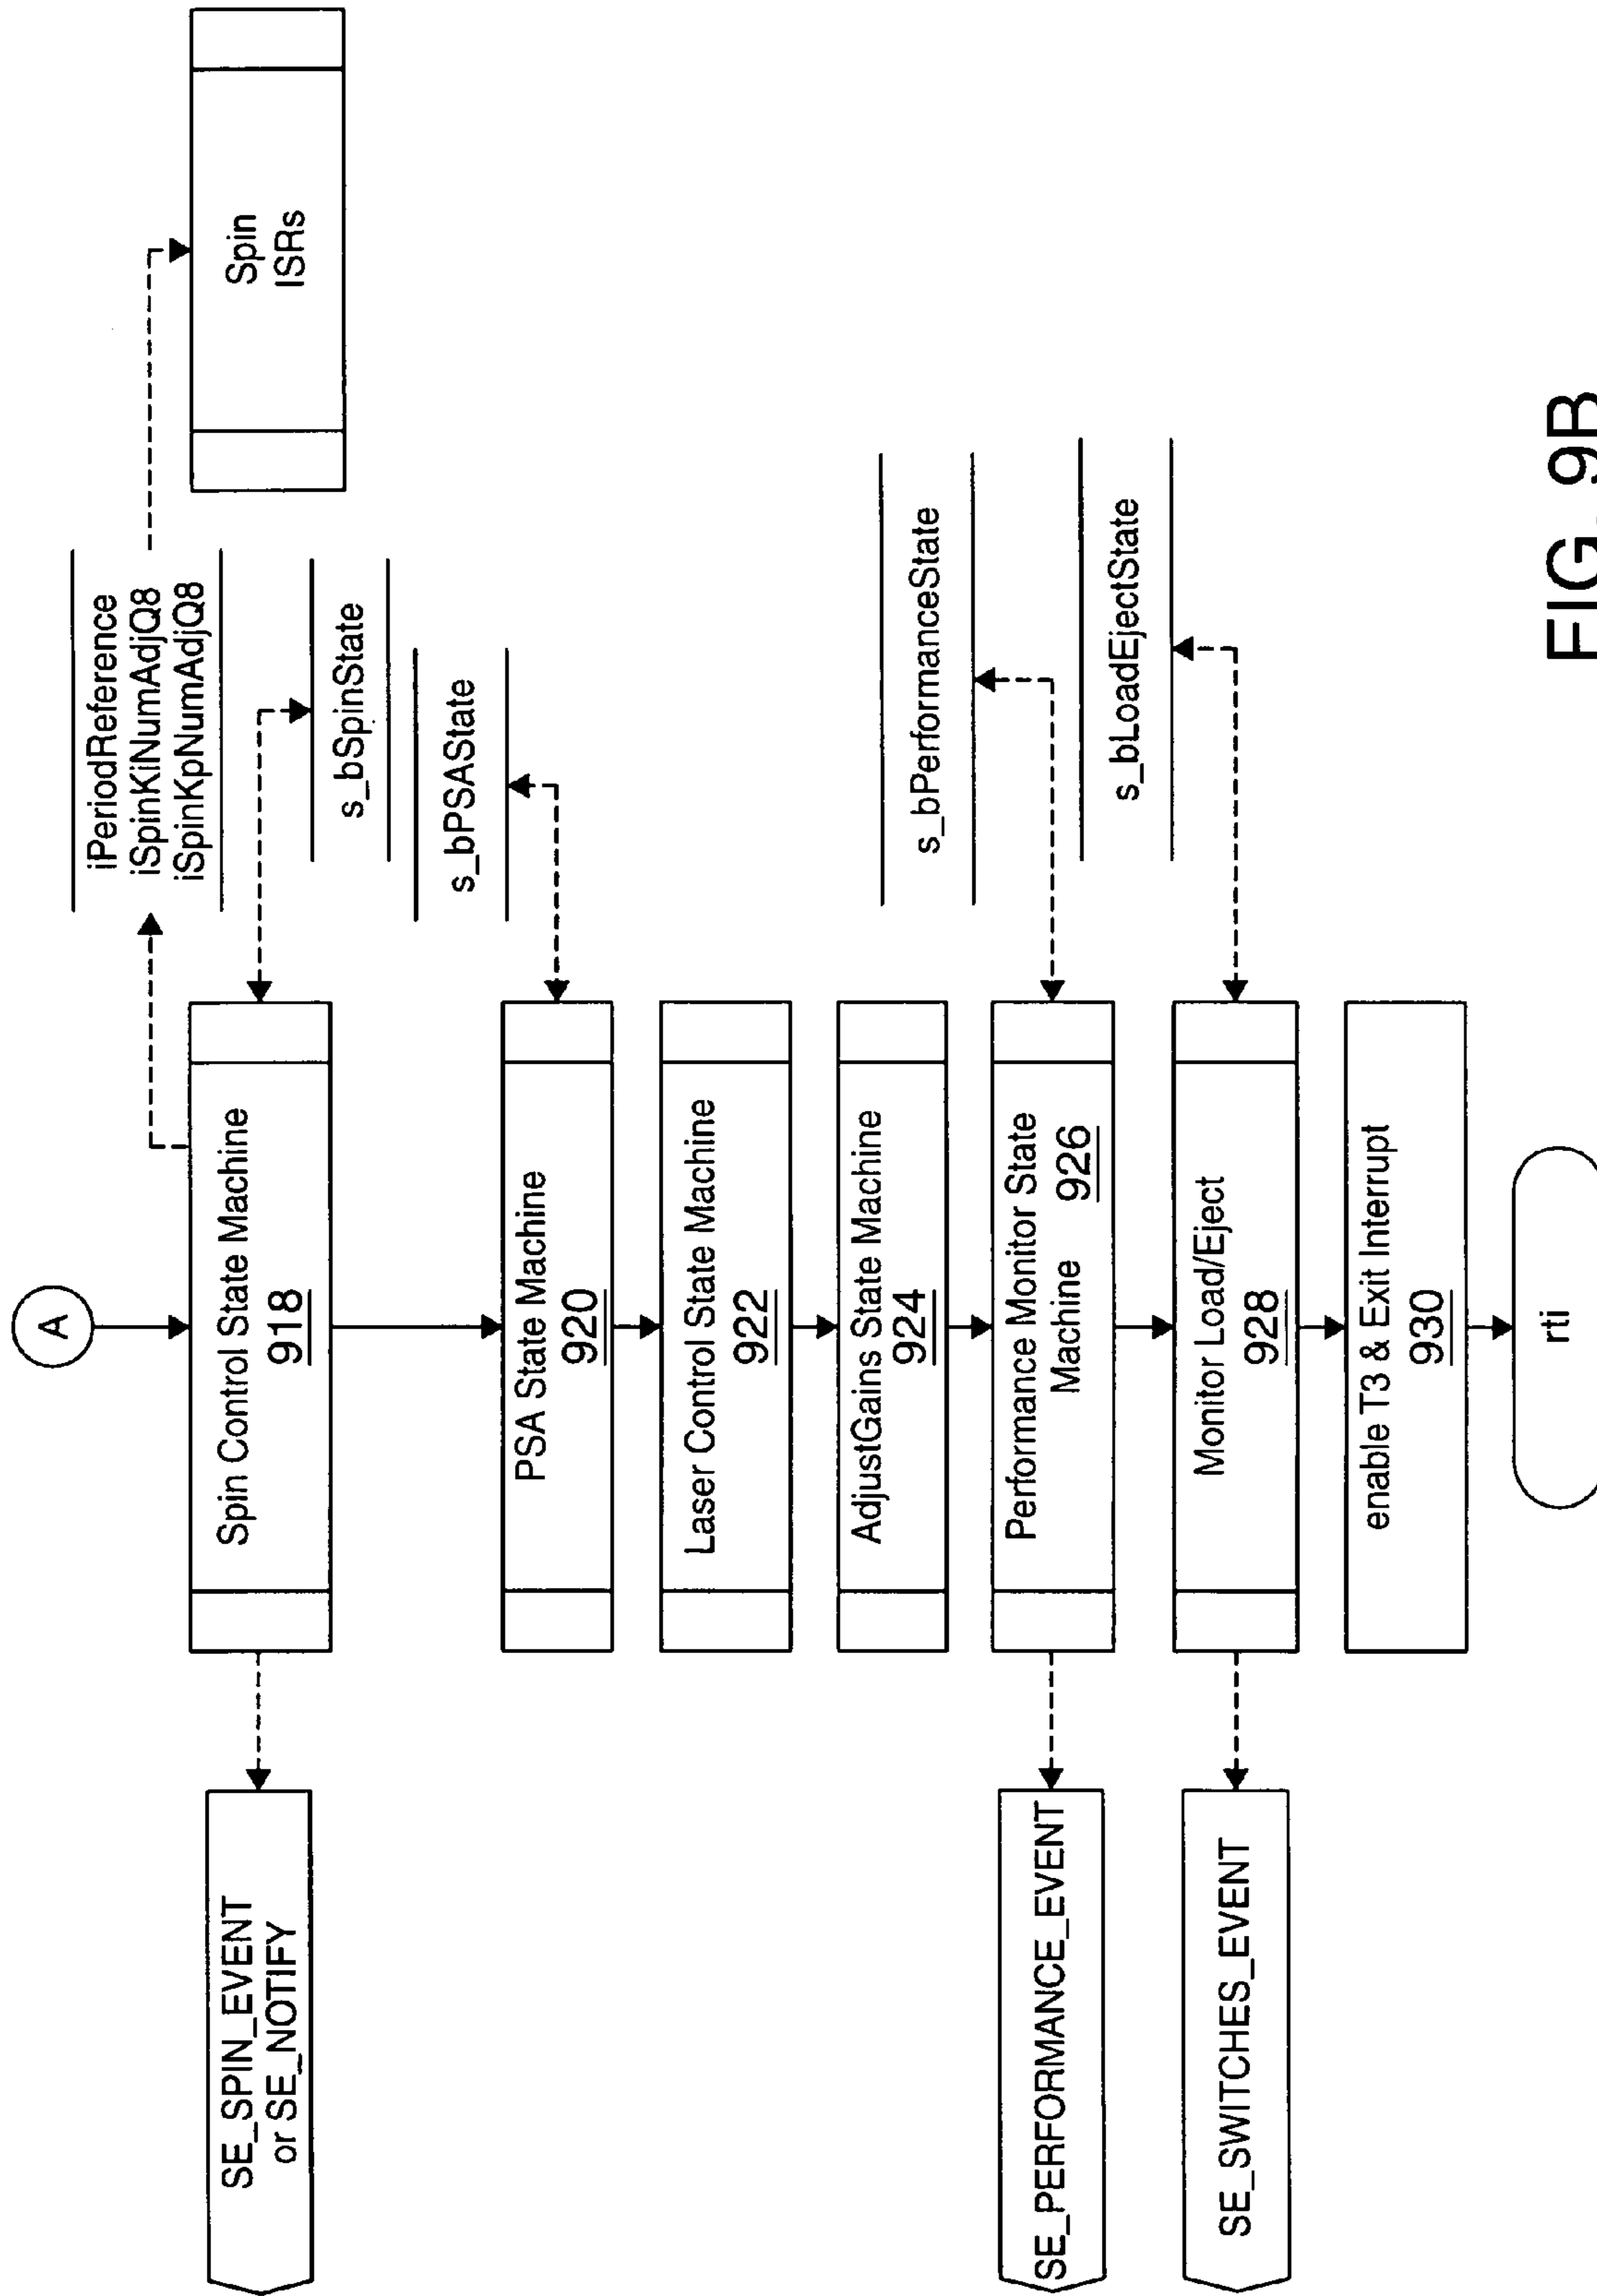 A
Spin Control State Machine
918
SE_SPIN_EVENT
or SE_NOTIFY
iPeriodReference
iSpinKiNumAdjQ8
iSpinKpNumAdjQ8
Spin
ISRs
s_bSpinState
s_bPSAState
PSA State Machine
920
Laser Control State Machine
922
AdjustGains State Machine
924
s_bPerformanceState
Performance Monitor State
Machine 926
SE_PERFORMANCE_EVENT
s_bLoadEjectState
Monitor Load/Eject
928
SE_SWITCHES_EVENT
enable T3 & Exit Interrupt
930
rti
FIG. 9B